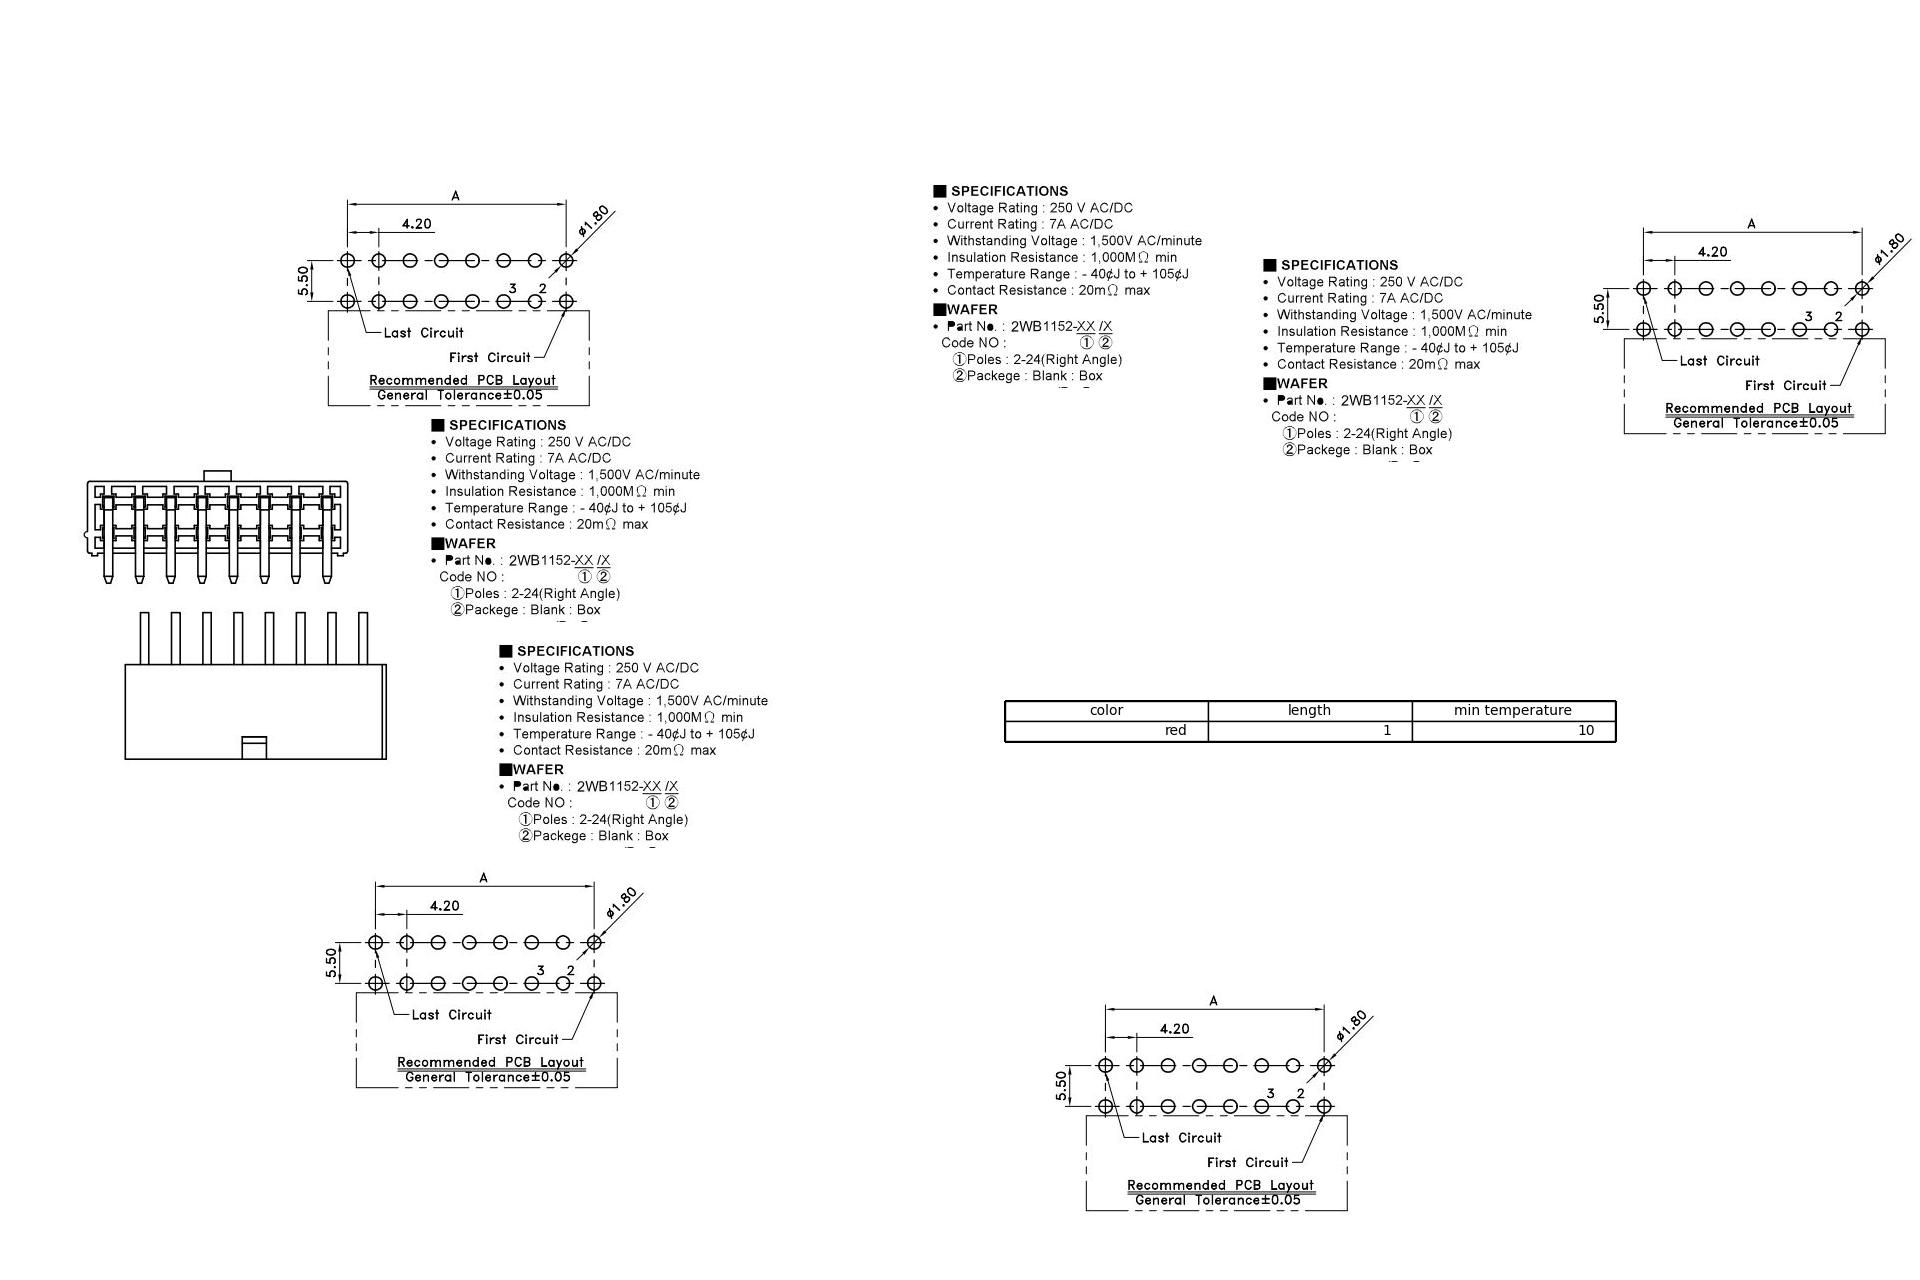 A
4.20
ø1.80
5.50
3 2
Last Circuit
First Circuit
Recommended PCB Layout
General Tolerance±0.05
■ SPECIFICATIONS
• Voltage Rating : 250 V AC/DC
• Current Rating : 7A AC/DC
• Withstanding Voltage : 1,500V AC/minute
• Insulation Resistance : 1,000MΩ min
• Temperature Range : - 40¢J to + 105¢J
• Contact Resistance : 20mΩ max
■WAFER
• Part No. : 2WB1152-XX /X
Code NO : ① ②
①Poles : 2-24(Right Angle)
②Packege : Blank : Box
■ SPECIFICATIONS
• Voltage Rating : 250 V AC/DC
• Current Rating : 7A AC/DC
• Withstanding Voltage : 1,500V AC/minute
• Insulation Resistance : 1,000MΩ min
• Temperature Range : - 40¢J to + 105¢J
• Contact Resistance : 20mΩ max
■WAFER
• Part No. : 2WB1152-XX /X
Code NO : ① ②
①Poles : 2-24(Right Angle)
②Packege : Blank : Box
A
4.20
ø1.80
5.50
3 2
Last Circuit
First Circuit
Recommended PCB Layout
General Tolerance±0.05
■ SPECIFICATIONS
• Voltage Rating : 250 V AC/DC
• Current Rating : 7A AC/DC
• Withstanding Voltage : 1,500V AC/minute
• Insulation Resistance : 1,000MΩ min
• Temperature Range : - 40¢J to + 105¢J
• Contact Resistance : 20mΩ max
■WAFER
• Part No. : 2WB1152-XX /X
Code NO : ① ②
①Poles : 2-24(Right Angle)
②Packege : Blank : Box
■ SPECIFICATIONS
• Voltage Rating : 250 V AC/DC
• Current Rating : 7A AC/DC
• Withstanding Voltage : 1,500V AC/minute
• Insulation Resistance : 1,000MΩ min
• Temperature Range : - 40¢J to + 105¢J
• Contact Resistance : 20mΩ max
■WAFER
• Part No. : 2WB1152-XX /X
Code NO : ① ②
①Poles : 2-24(Right Angle)
②Packege : Blank : Box
color length min temperature
red 1 10
A
4.20
ø1.80
5.50
3 2
Last Circuit
First Circuit
Recommended PCB Layout
General Tolerance±0.05
A
4.20
ø1.80
5.50
3 2
Last Circuit
First Circuit
Recommended PCB Layout
General Tolerance±0.05